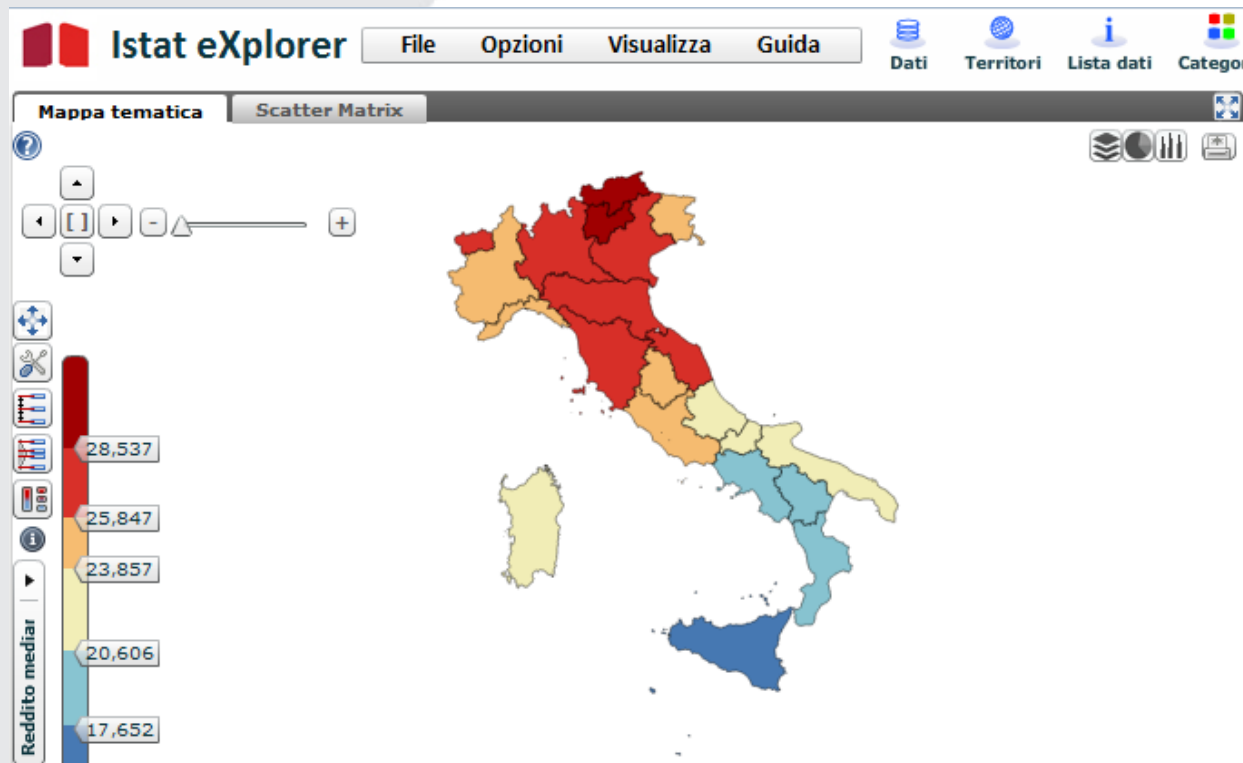 Istat eXplorer
File Opzioni Visualizza Guida
Dati Territori Lista dati Categor
Mappa tematica Scatter Matrix
?
[ ] - +
28,537
25,847
23,857
20,606
17,652
i
Reddito mediar